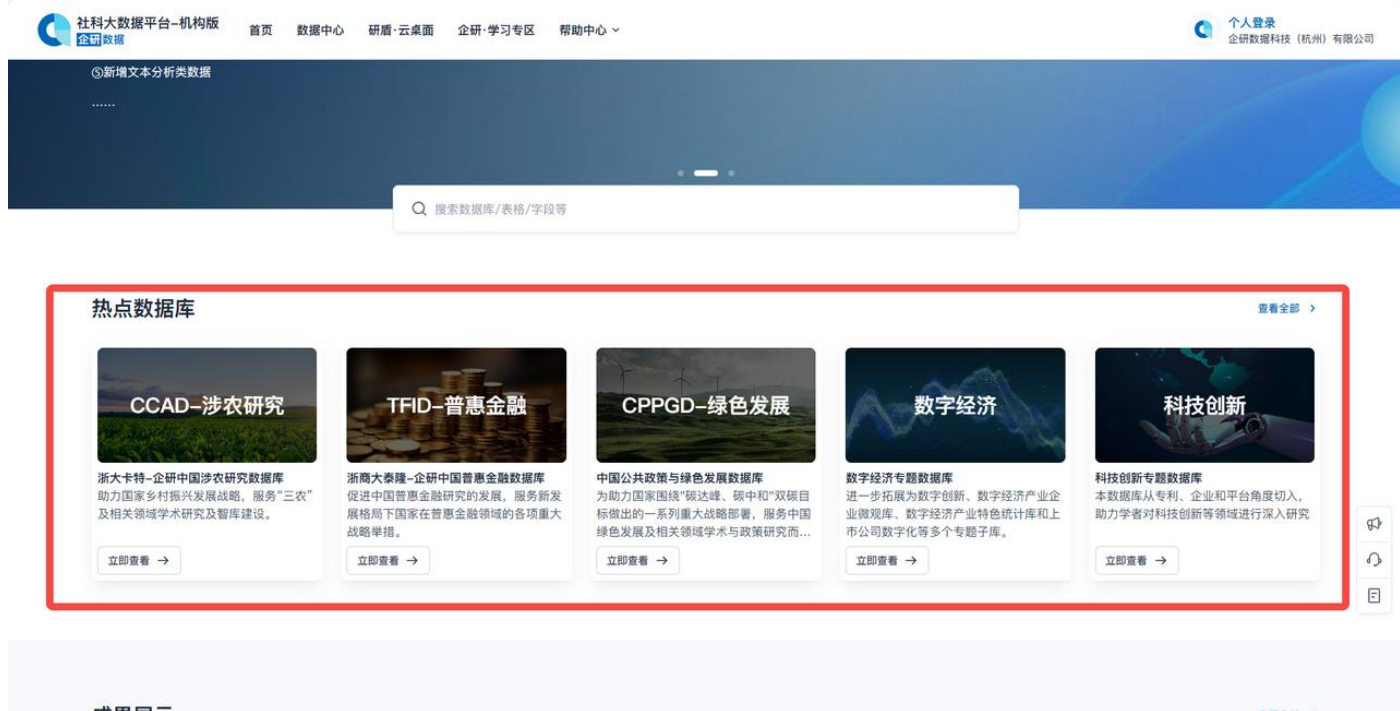 社科大数据平台-机构版
企研数据
首页
数据中心
研盾·云桌面
企研·学习专区
帮助中心
个人登录
企研数据科技（杭州）有限公司
⑤新增文本分析类数据
......
搜索数据库/表格/字段等
热点数据库
查看全部
CCAD-涉农研究
浙大卡特-企研中国涉农研究数据库
助力国家乡村振兴发展战略，服务“三农”
及相关领域学术研究及智库建设。
立即查看 →
TFID-普惠金融
浙商大泰隆-企研中国普惠金融数据库
促进中国普惠金融研究的发展，服务新发
展格局下国家在普惠金融领域的各项重大
战略举措。
立即查看 →
CPPGD-绿色发展
中国公共政策与绿色发展数据库
为助力国家围绕“碳达峰、碳中和”双碳目
标做出的一系列重大战略部署，服务中国
绿色发展及相关领域学术与政策研究而...
立即查看 →
数字经济
数字经济专题数据库
进一步拓展为数字创新、数字经济产业企
业微观库、数字经济产业特色统计库和上
市公司数字化等多个专题子库。
立即查看 →
科技创新
科技创新专题数据库
本数据库从专利、企业和平台角度切入，
助力学者对科技创新等领域进行深入研究
立即查看 →